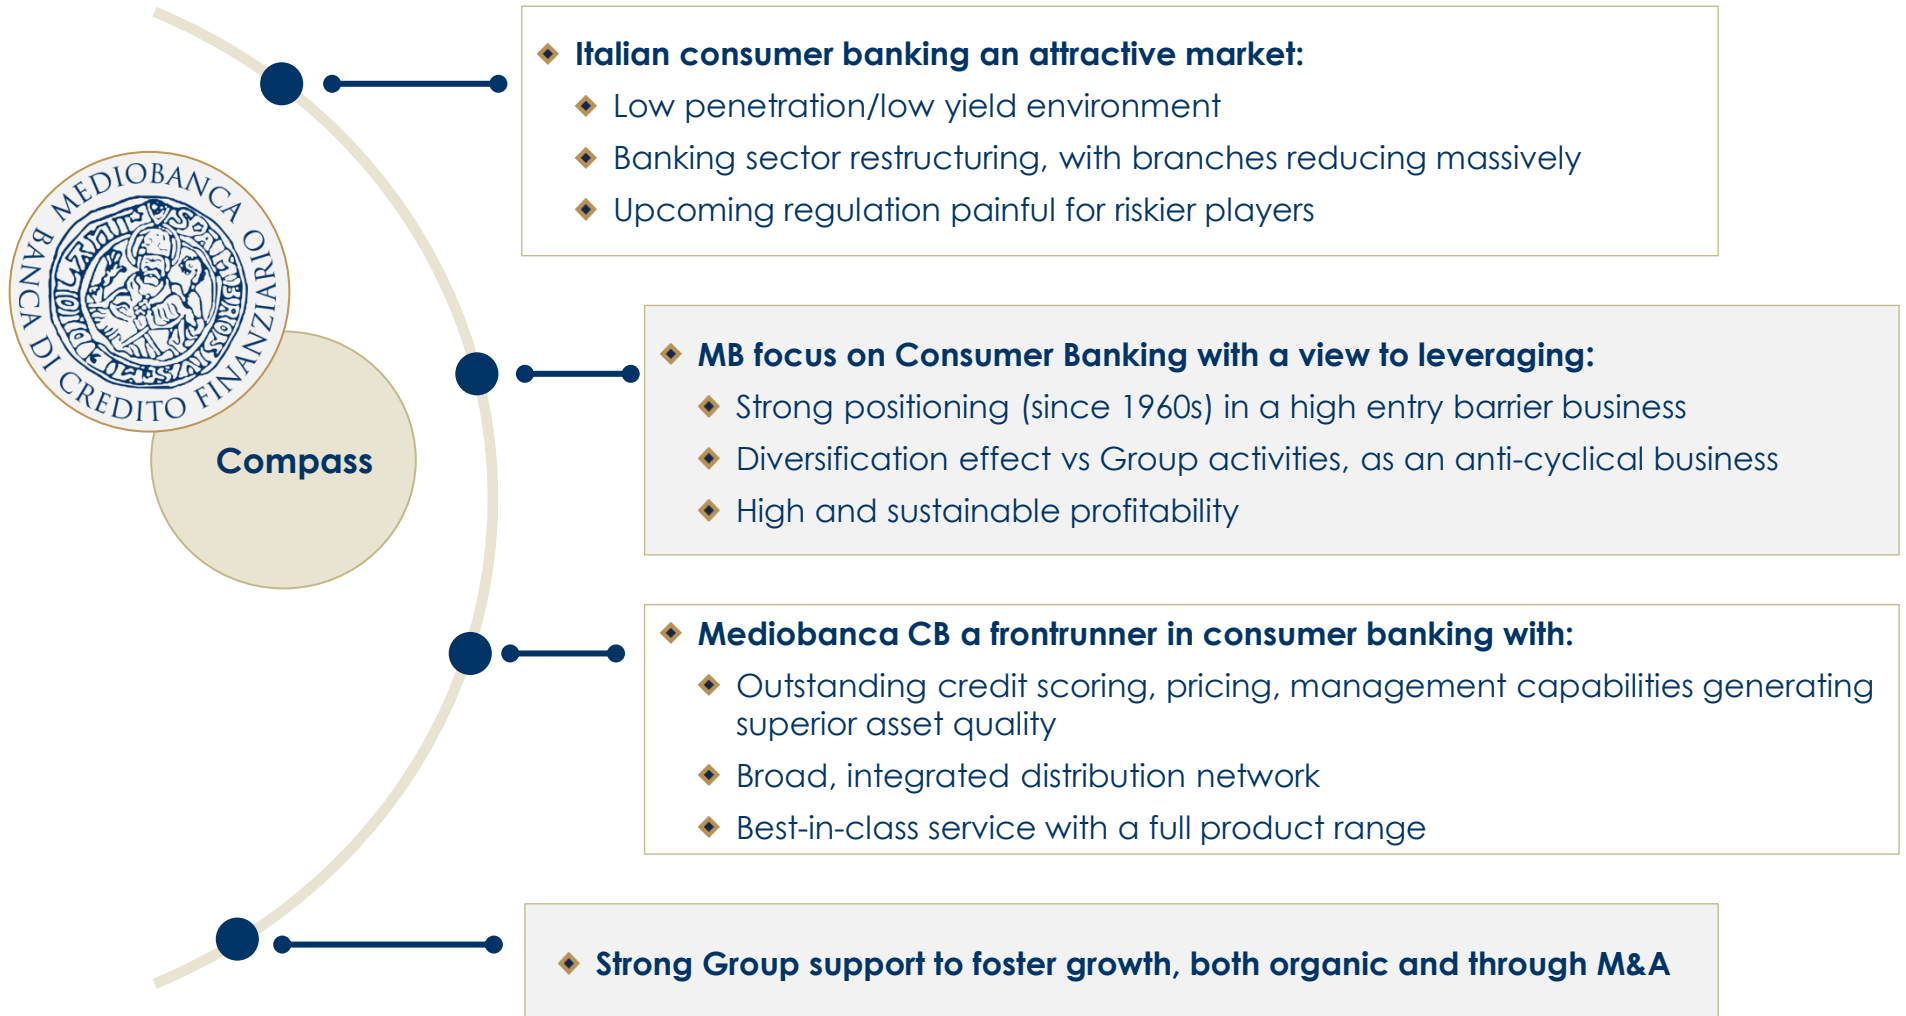 Italian consumer banking an attractive market:
Low penetration/low yield environment
Banking sector restructuring, with branches reducing massively
Upcoming regulation painful for riskier players
MEDIOBANCA
BANCA DI CREDITO FINANZIARIO
Compass
MB focus on Consumer Banking with a view to leveraging:
Strong positioning (since 1960s) in a high entry barrier business
Diversification effect vs Group activities, as an anti-cyclical business
High and sustainable profitability
Mediobanca CB a frontrunner in consumer banking with:
Outstanding credit scoring, pricing, management capabilities generating
superior asset quality
Broad, integrated distribution network
Best-in-class service with a full product range
Strong Group support to foster growth, both organic and through M&A